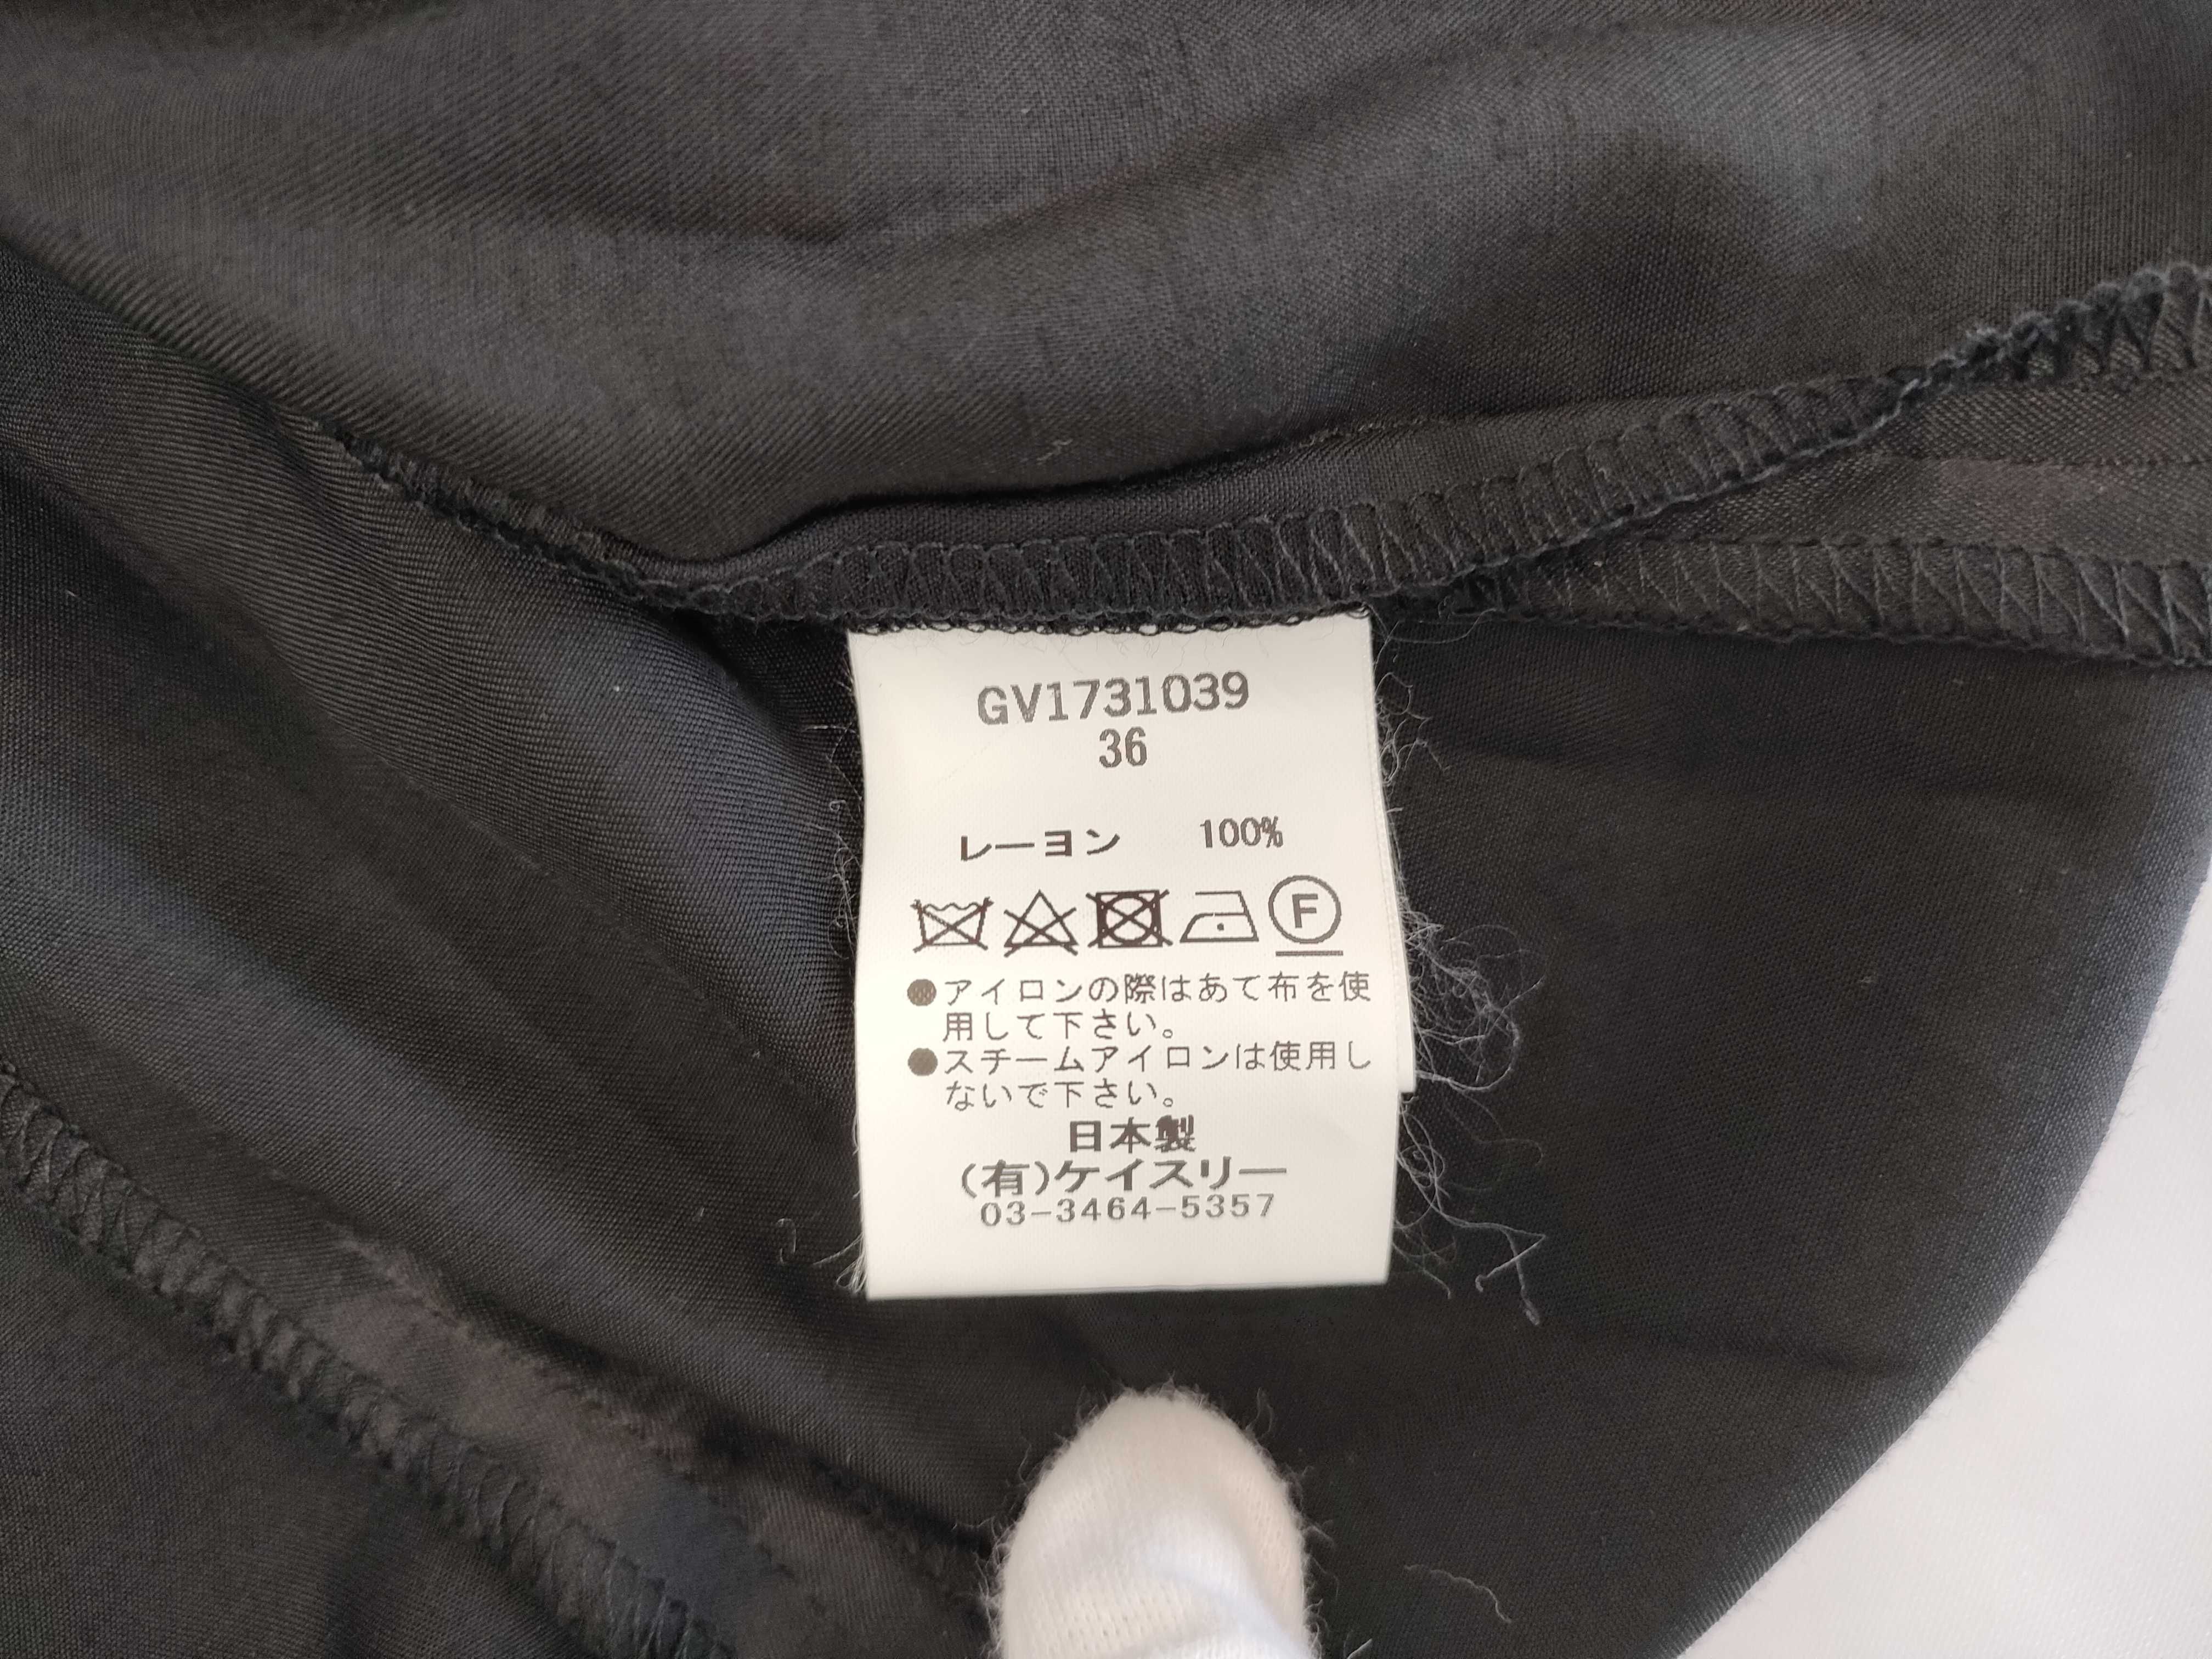 GV1731039
36
レーヨン 100%
F
●アイロンの際はあて布を使
用して下さい。
●スチームアイロンは使用し
ないで下さい。
日本製
(有)ケイスリー
03-3464-5357